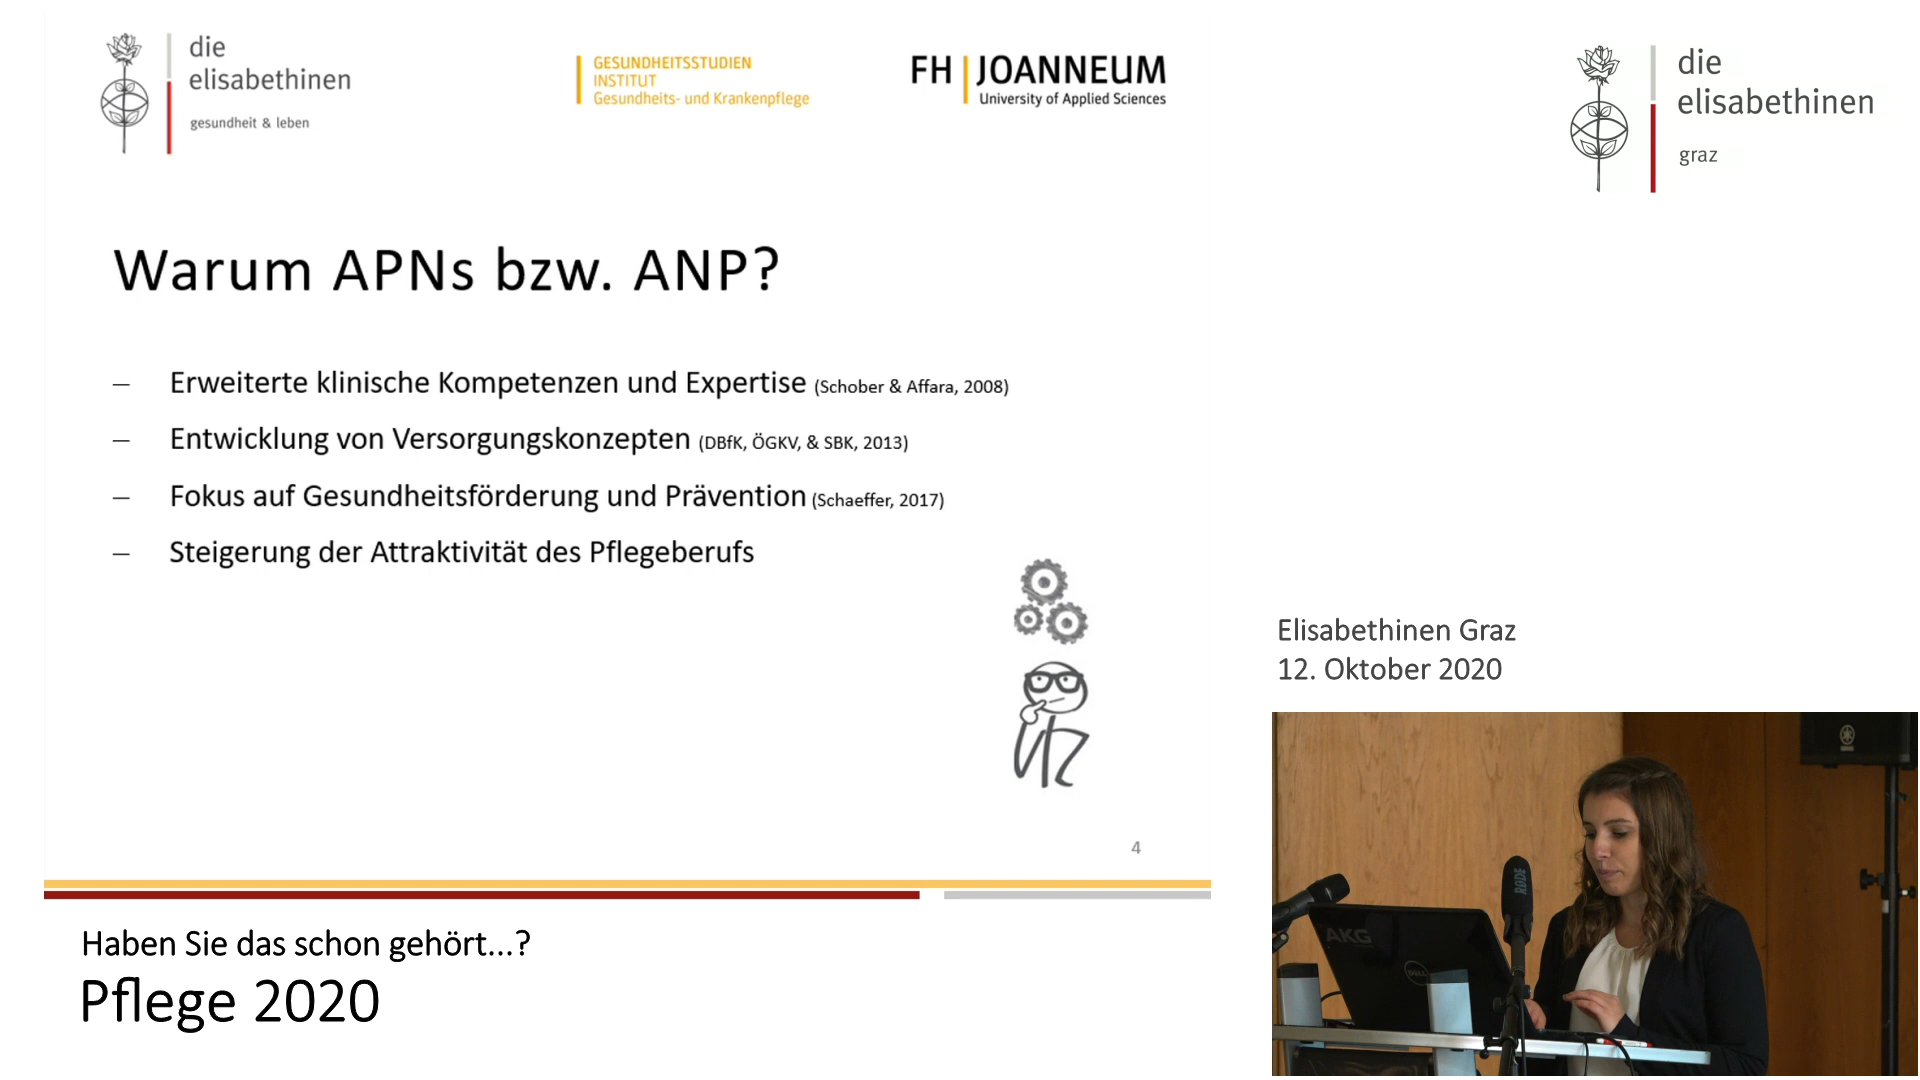 die
elisabethinen
gesundheit & leben
GESUNDHEITSSTUDIEN
INSTITUT
Gesundheits- und Krankenpflege
FH JOANNEUM
University of Applied Sciences
die
elisabethinen
graz
Warum APNs bzw. ANP?
– Erweiterte klinische Kompetenzen und Expertise (Schober & Affara, 2008)
– Entwicklung von Versorgungskonzepten (DBfK, ÖGKV, & SBK, 2013)
– Fokus auf Gesundheitsförderung und Prävention (Schaeffer, 2017)
– Steigerung der Attraktivität des Pflegeberufs
4
Elisabethinen Graz
12. Oktober 2020
Haben Sie das schon gehört...?
Pflege 2020
AKG
DELL
RØDE